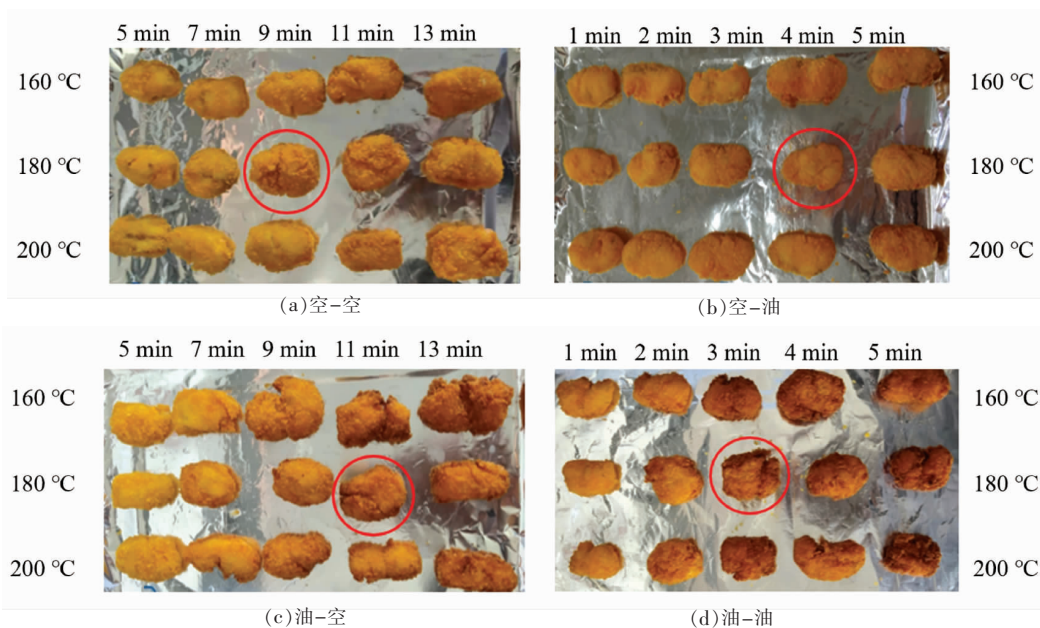 5 min 7 min 9 min 11 min 13 min
160 ℃
180 ℃
200 ℃
(a)空-空
1 min 2 min 3 min 4 min 5 min
160 ℃
180 ℃
200 ℃
(b)空-油
5 min 7 min 9 min 11 min 13 min
160 ℃
180 ℃
200 ℃
(c)油-空
1 min 2 min 3 min 4 min 5 min
160 ℃
180 ℃
200 ℃
(d)油-油